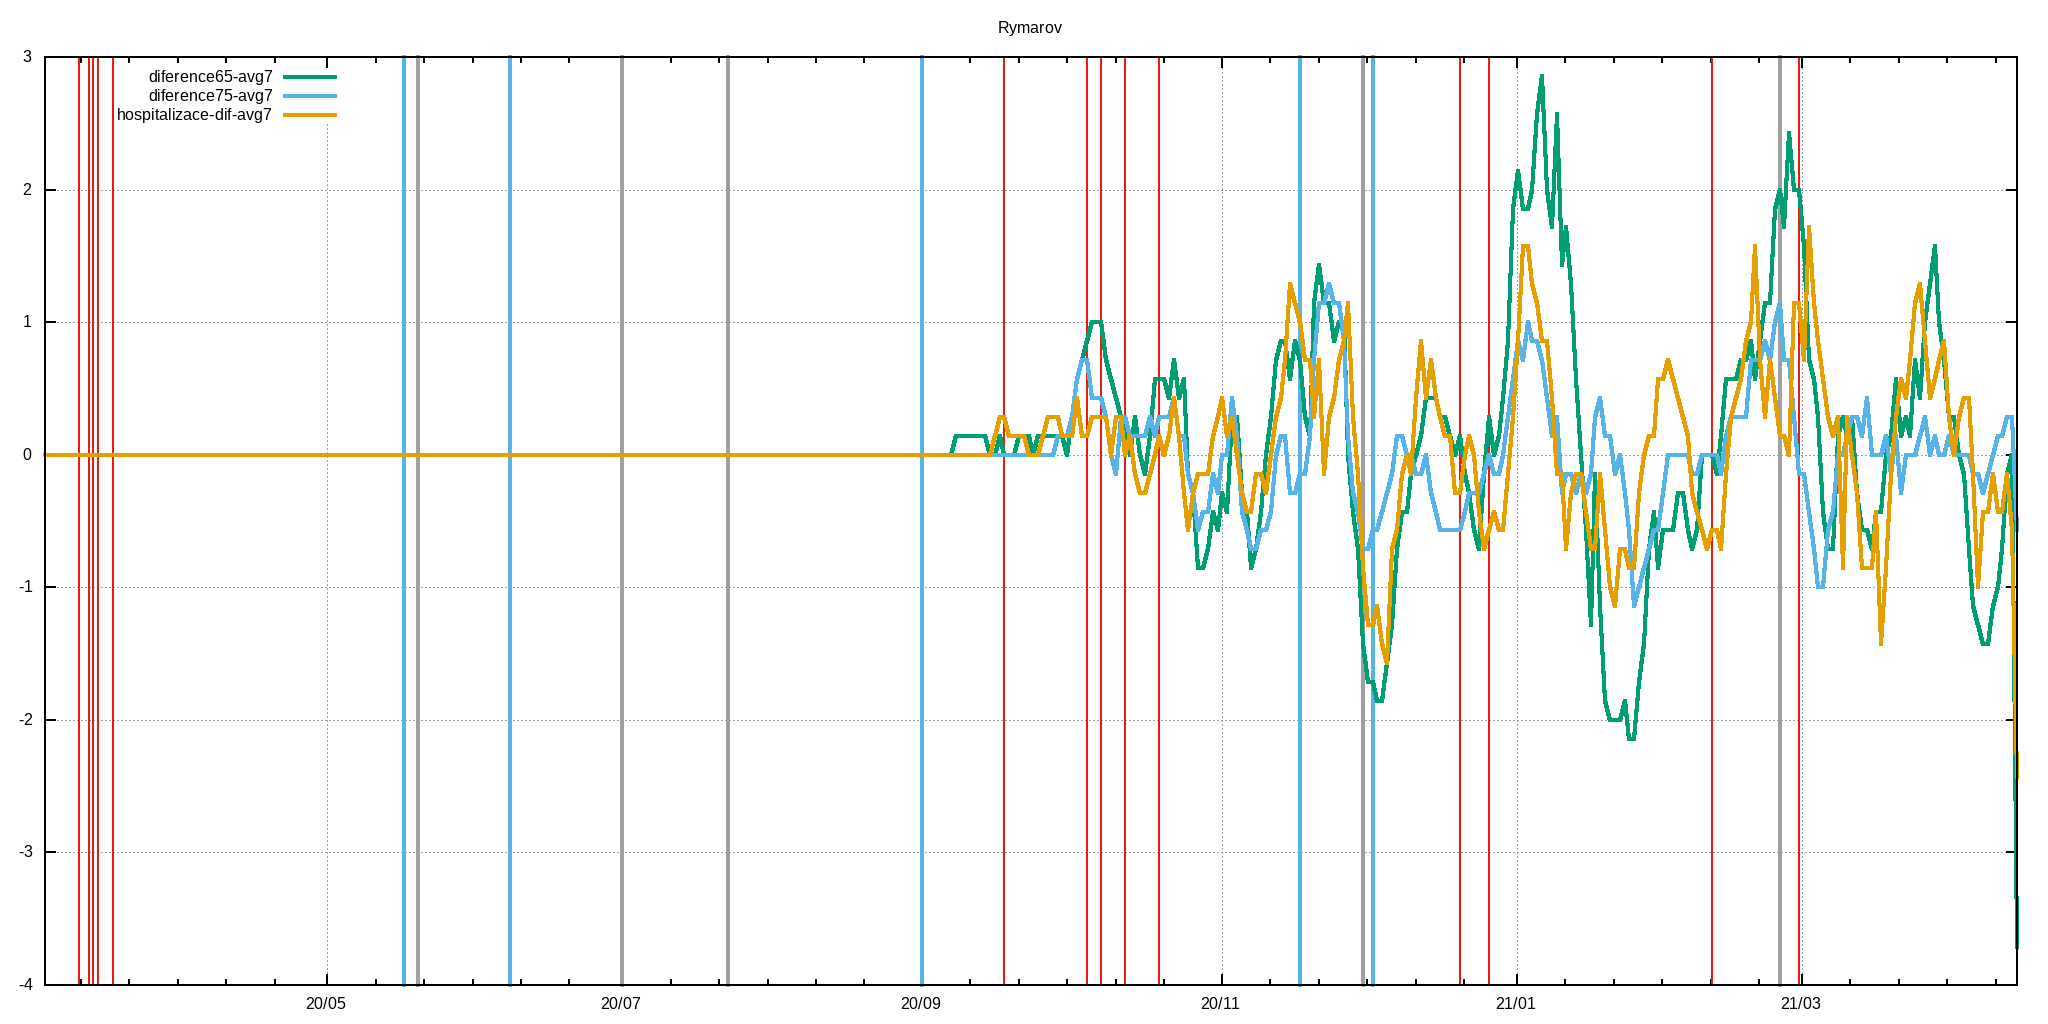 Rymarov
diference65-avg7
diference75-avg7
hospitalizace-dif-avg7
3
2
1
0
-1
-2
-3
-4
20/05 20/07 20/09 20/11 21/01 21/03